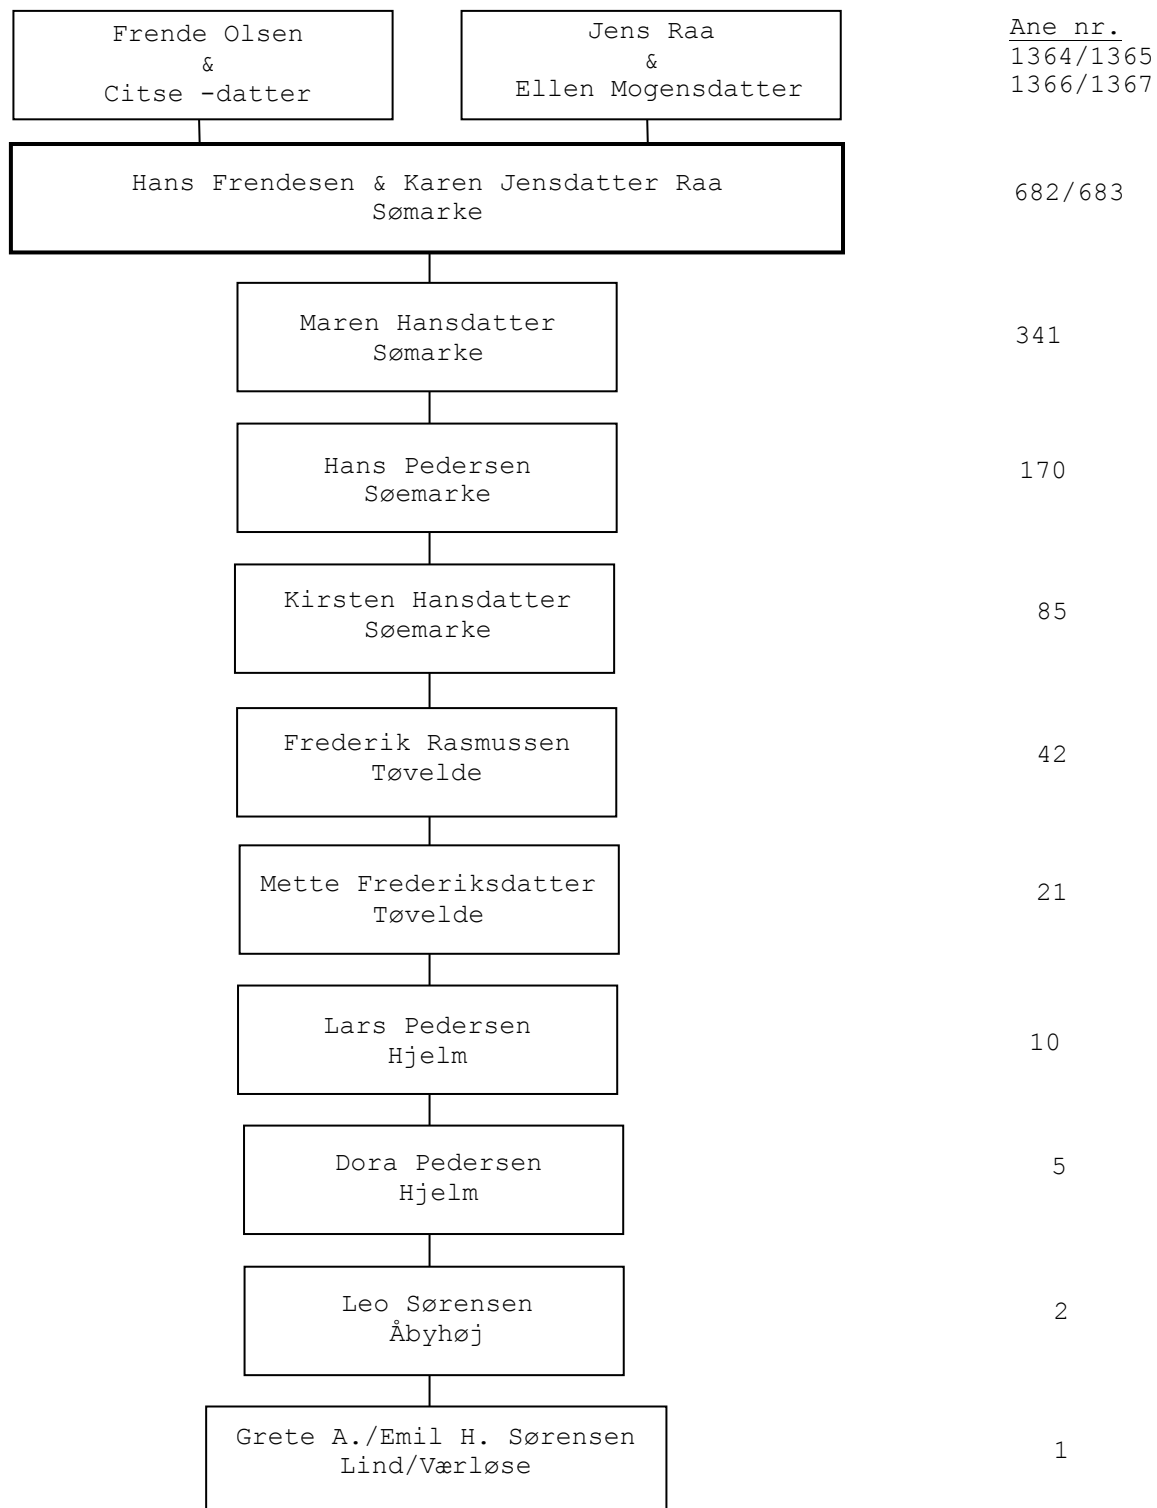 Frende Olsen
&
Citse -datter
Jens Raa
&
Ellen Mogensdatter
Ane nr.
1364/1365
1366/1367
Hans Frendesen & Karen Jensdatter Raa
Sømarke
682/683
Maren Hansdatter
Sømarke
341
Hans Pedersen
Søemarke
170
Kirsten Hansdatter
Søemarke
85
Frederik Rasmussen
Tøvelde
42
Mette Frederiksdatter
Tøvelde
21
Lars Pedersen
Hjelm
10
Dora Pedersen
Hjelm
5
Leo Sørensen
Åbyhøj
2
Grete A./Emil H. Sørensen
Lind/Værløse
1